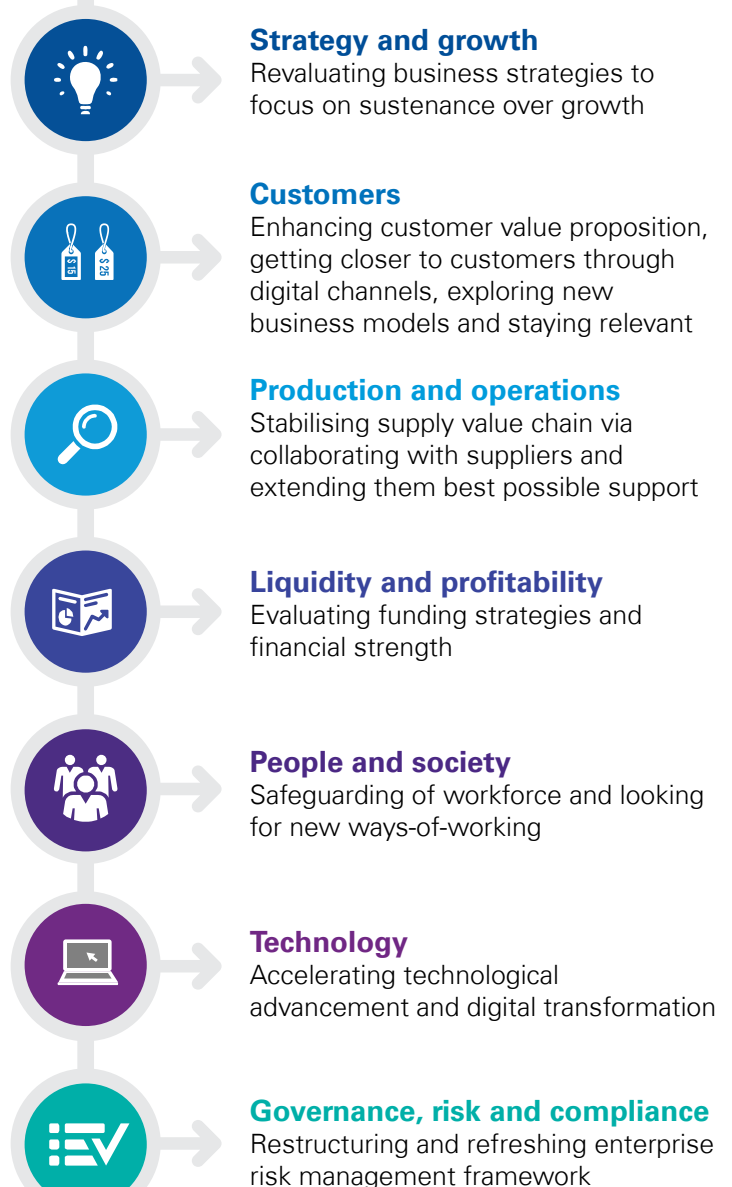 Strategy and growth
Revaluating business strategies to
focus on sustenance over growth
Customers
Enhancing customer value proposition,
getting closer to customers through
digital channels, exploring new
business models and staying relevant
$ 15
$ 25
Production and operations
Stabilising supply value chain via
collaborating with suppliers and
extending them best possible support
Liquidity and profitability
Evaluating funding strategies and
financial strength
People and society
Safeguarding of workforce and looking
for new ways-of-working
Technology
Accelerating technological
advancement and digital transformation
Governance, risk and compliance
Restructuring and refreshing enterprise
risk management framework